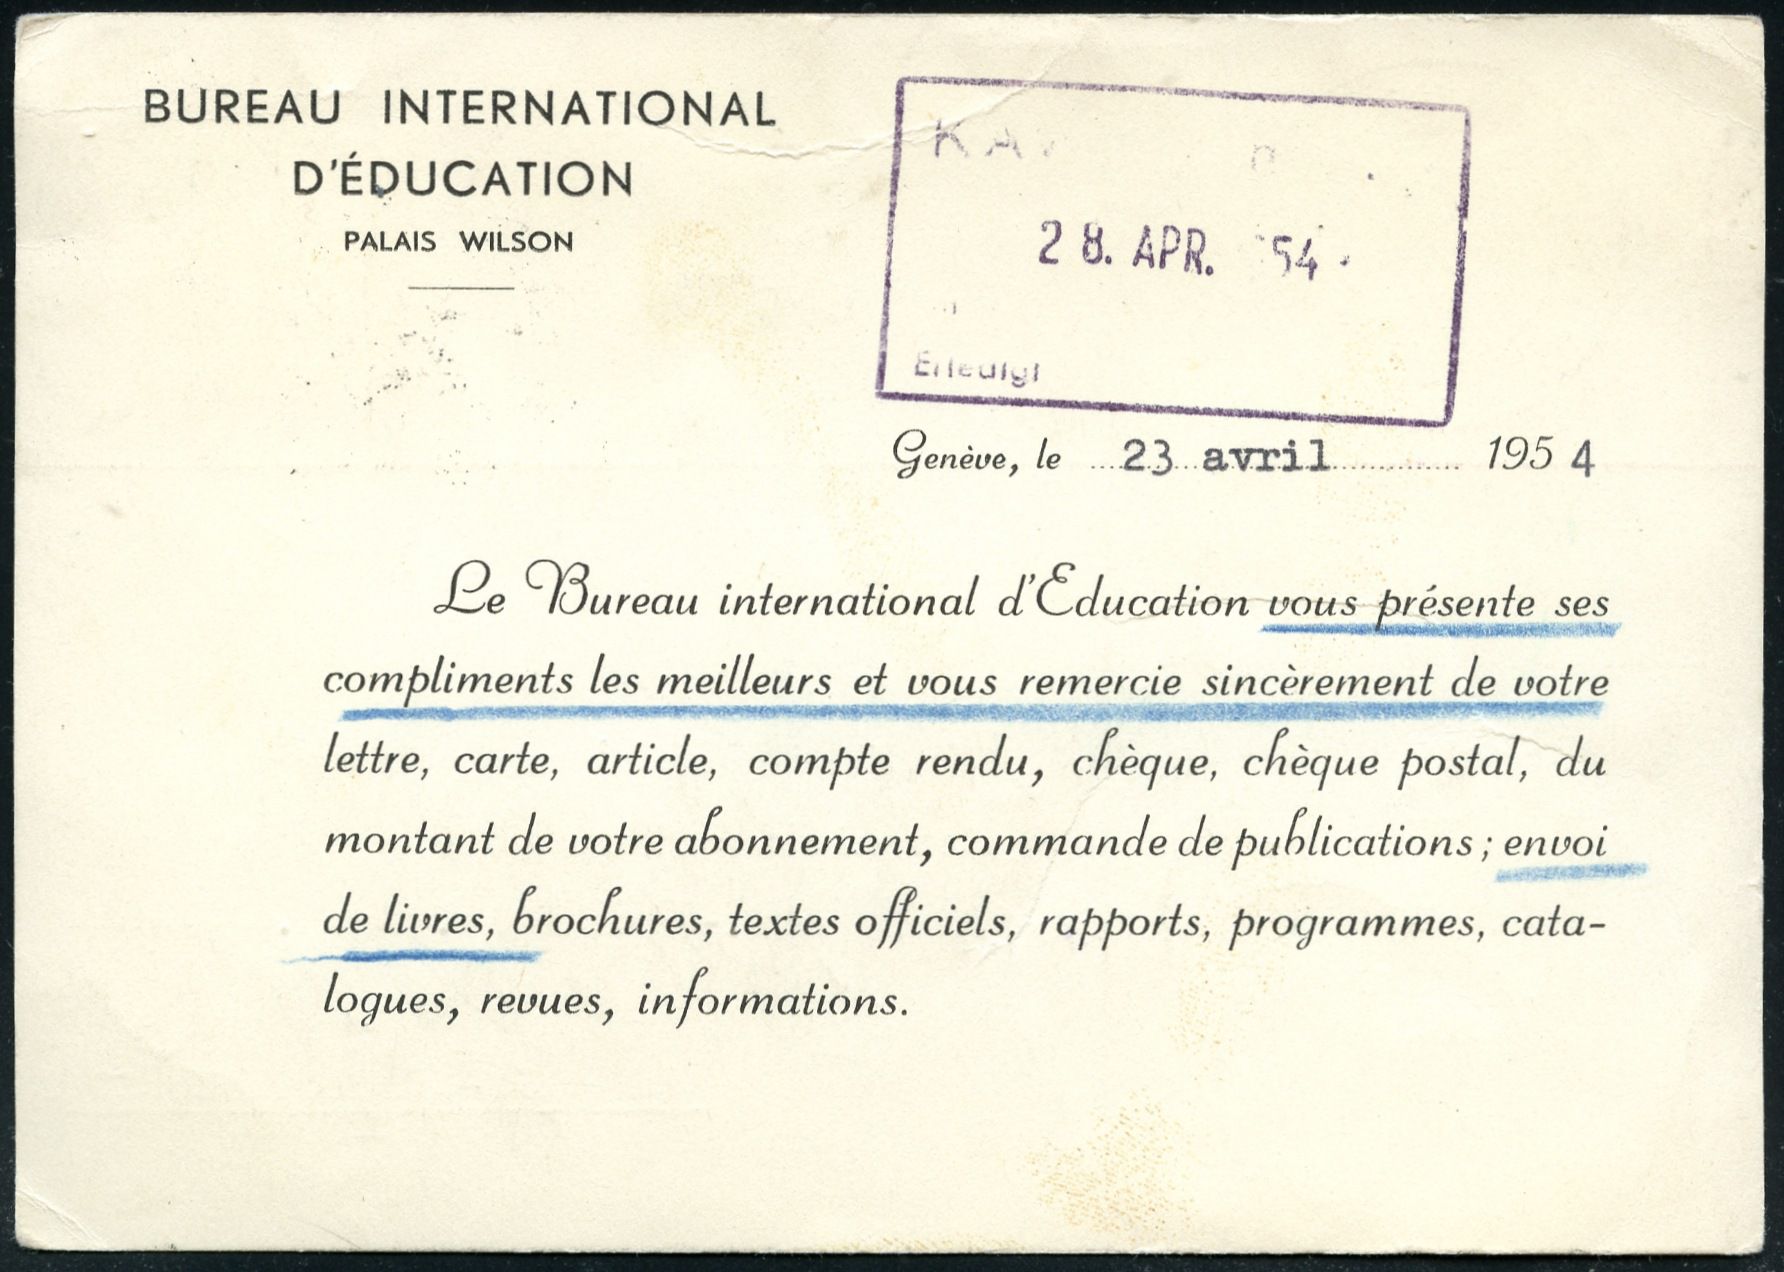 BUREAU INTERNATIONAL
D'ÉDUCATION
PALAIS WILSON
28. APR. 54
Erledigt
Genève, le 23 avril 1954
Le Bureau international d'Education vous présente ses
compliments les meilleurs et vous remercie sincèrement de votre
lettre, carte, article, compte rendu, chèque, chèque postal, du
montant de votre abonnement, commande de publications; envoi
de livres, brochures, textes officiels, rapports, programmes, cata-
logues, revues, informations.